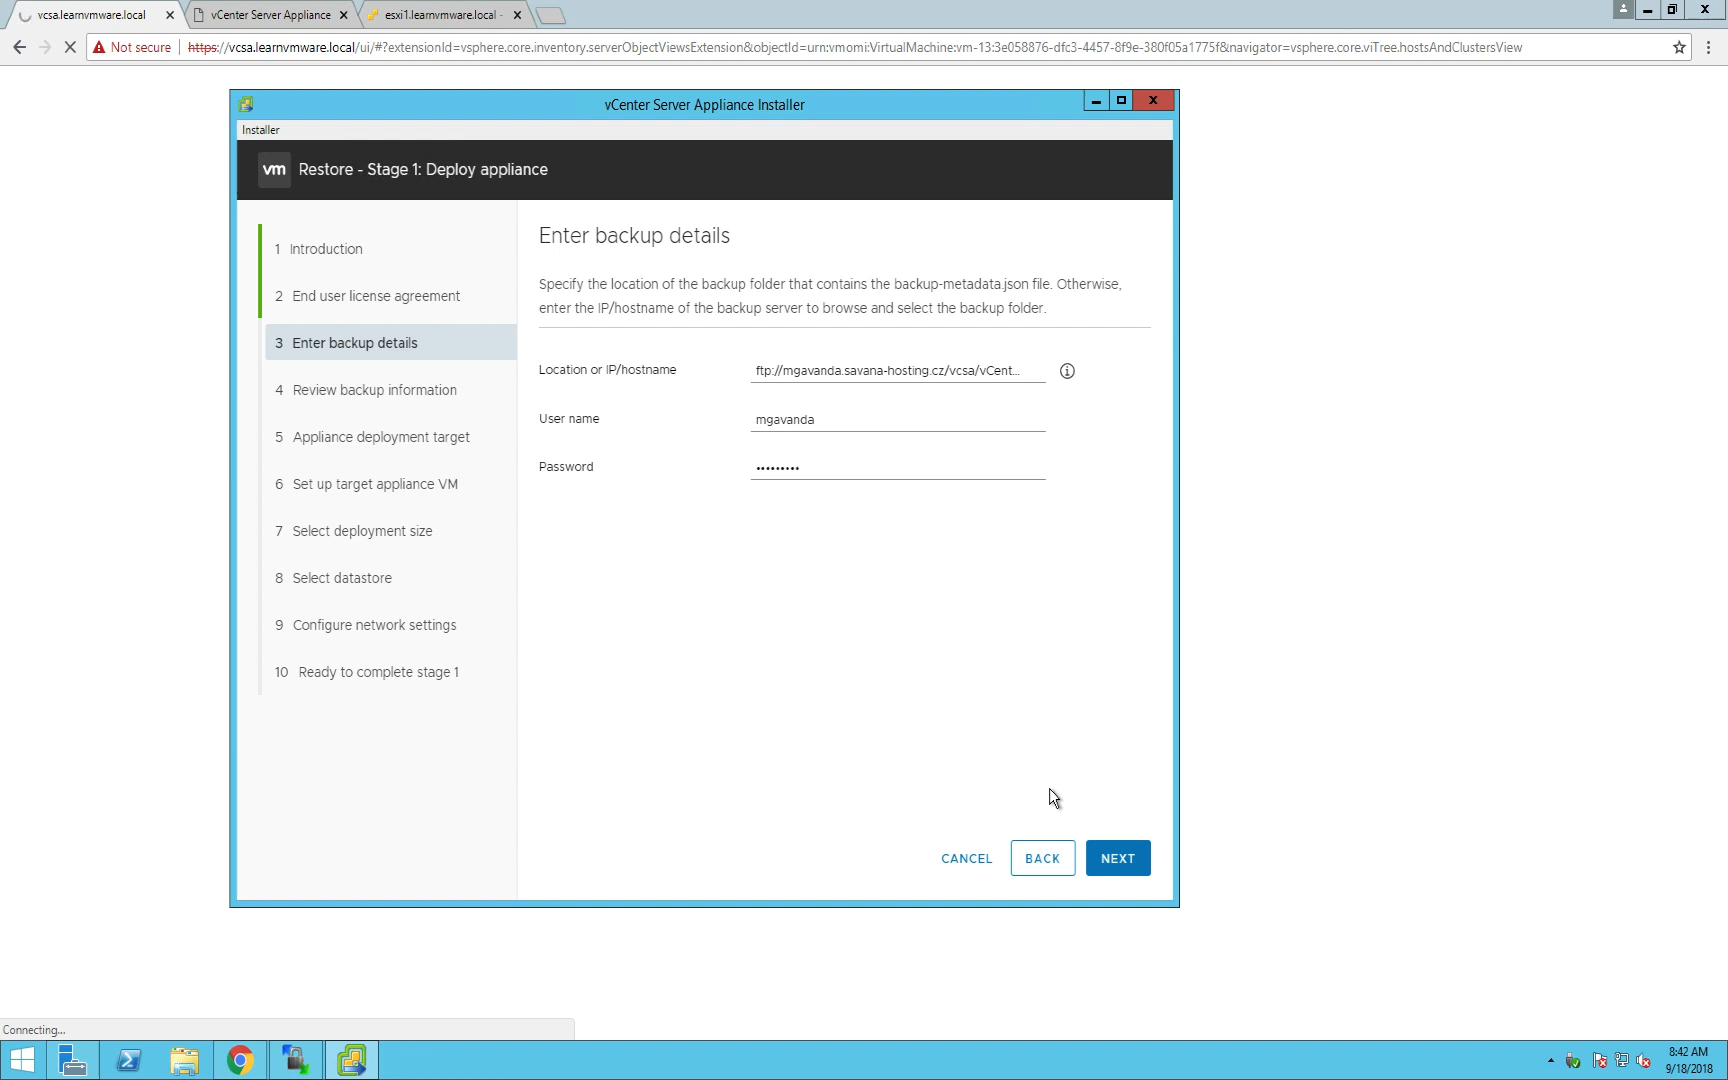 vcsa.learnvmware.local
vCenter Server Appliance
esxi1.learnvmware.local -
Not secure
https://vcsa.learnvmware.local/ui/#?extensionId=vsphere.core.inventory.serverObjectViewsExtension&objectId=urn:vmomi:VirtualMachine:vm-13:3e058876-dfc3-4457-8f9e-380f05a1775f&navigator=vsphere.core.viTree.hostsAndClustersView
vCenter Server Appliance Installer
Installer
vm Restore - Stage 1: Deploy appliance
1 Introduction
2 End user license agreement
3 Enter backup details
4 Review backup information
5 Appliance deployment target
6 Set up target appliance VM
7 Select deployment size
8 Select datastore
9 Configure network settings
10 Ready to complete stage 1
Enter backup details
Specify the location of the backup folder that contains the backup-metadata.json file. Otherwise,
enter the IP/hostname of the backup server to browse and select the backup folder.
Location or IP/hostname
ftp://mgavanda.savana-hosting.cz/vcsa/vCent...
User name
mgavanda
Password
•••••••••
CANCEL
BACK
NEXT
Connecting...
8:42 AM
9/18/2018